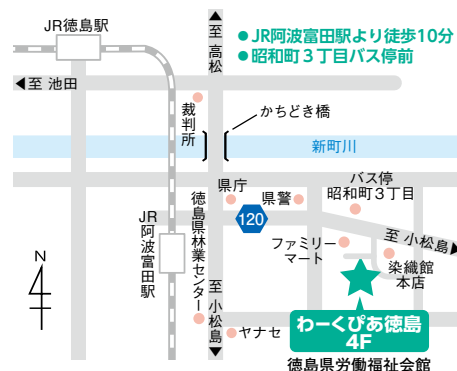 JR徳島駅
▲至 高松
●JR阿波富田駅より徒歩10分
●昭和町3丁目バス停前
◀至 池田
裁判所
かちどき橋
新町川
県庁
県警
バス停
昭和町3丁目
120
JR阿波富田駅
徳島県林業センター
至 小松島▶
ファミリー
マート
染織館
本店
N
至 小松島▼
ヤナセ
わーくぴあ徳島
4F
徳島県労働福祉会館